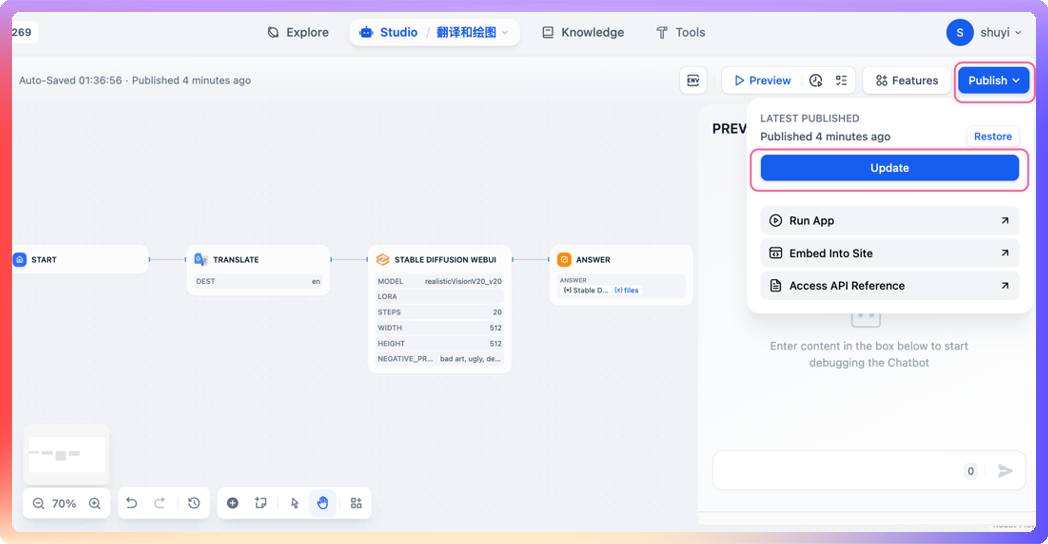 269
Explore
Studio / 翻译和绘图
Knowledge
Tools
S
shuyi
Auto-Saved 01:36:56 · Published 4 minutes ago
ENV
Preview
Features
Publish
PREV
LATEST PUBLISHED
Published 4 minutes ago
Restore
Update
Run App
Embed Into Site
Access API Reference
START
TRANSLATE
DEST en
STABLE DIFFUSION WEBUI
MODEL realisticVisionV20_v20
LORA
STEPS 20
WIDTH 512
HEIGHT 512
NEGATIVE_PR... bad art, ugly, de...
ANSWER
ANSWER
(x) Stable D... (x) files
Enter content in the box below to start
debugging the Chatbot
0
70%